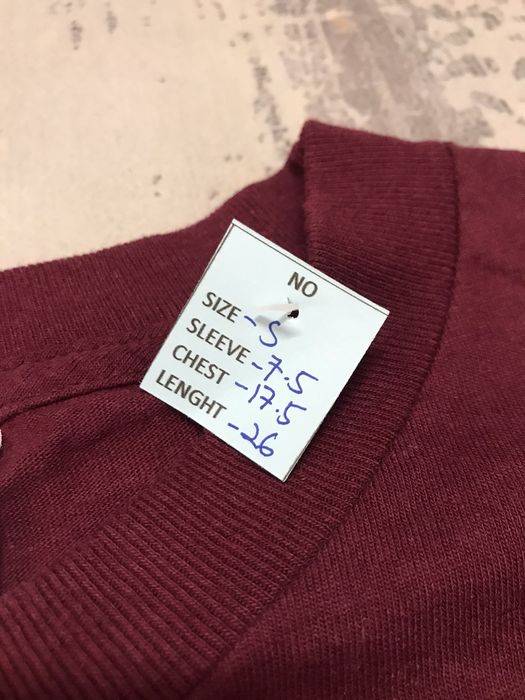 NO
SIZE - S
SLEEVE - 7.5
CHEST - 17.5
LENGHT - 26